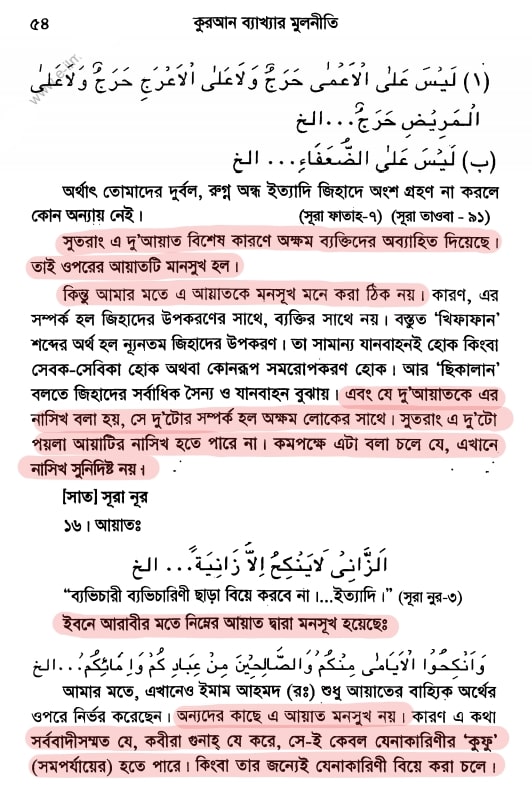 ৫৪ কুরআন ব্যাখ্যার মুলনীতি
(১) لَيْسَ عَلَى الْاَعْمٰى حَرَجٌ وَّلَاعَلَى الْاَعْرَجِ حَرَجٌ وَّلَاعَلَى
الْمَرِيْضِ حَرَجٌ...الخ
(ب) لَيْسَ عَلَى الضُّعَفَاءِ... الخ
অর্থাৎ তোমাদের দুর্বল, রুগ্ন অন্ধ ইত্যাদি জিহাদে অংশ গ্রহণ না করলে
কোন অন্যায় নেই। (সূরা ফাতাহ-৭) (সূরা তাওবা - ৯১)
সুতরাং এ দু'আয়াত বিশেষ কারণে অক্ষম ব্যক্তিদের অব্যাহতি দিয়েছে।
তাই ওপরের আয়াতটি মানসুখ হল।
কিন্তু আমার মতে এ আয়াতকে মনসূখ মনে করা ঠিক নয়। কারণ, এর
সম্পর্ক হল জিহাদের উপকরণের সাথে, ব্যক্তির সাথে নয়। বস্তুত ‘খিফাফান’
শব্দের অর্থ হল ন্যূনতম জিহাদের উপকরণ। তা সামান্য যানবাহনই হোক কিংবা
সেবক-সেবিকা হোক অথবা কোনরূপ সমরোপকরণ হোক। আর ‘ছিকালান’
বলতে জিহাদের সর্বাধিক সৈন্য ও যানবাহন বুঝায়। এবং যে দু'আয়াতকে এর
নাসিখ বলা হয়, সে দু'টোর সম্পর্ক হল অক্ষম লোকের সাথে। সুতরাং এ দু'টো
পয়লা আয়াটির নাসিখ হতে পারে না। কমপক্ষে এটা বলা চলে যে, এখানে
নাসিখ সুনিদিষ্ট নয়।
[সাত] সূরা নূর
১৬। আয়াতঃ
اَلزَّانِىْ لَايَنْكِحُ اِلَّا زَانِيَةً... الخ
“ব্যভিচারী ব্যভিচারিণী ছাড়া বিয়ে করবে না।...ইত্যাদি।” (সূরা নুর-৩)
ইবনে আরাবীর মতে নিম্নের আয়াত দ্বারা মনসূখ হয়েছেঃ
وَاَنْكِحُوا الْاَيَامٰى مِنْكُمْ وَالصَّالِحِيْنَ مِنْ عِبَادِ كُمْ وَاِمَائِكُمْ...الخ
আমার মতে, এখানেও ইমাম আহমদ (রঃ) শুধু আয়াতের বাহ্যিক অর্থের
ওপরে নির্ভর করেছেন। অন্যদের কাছে এ আয়াত মনসুখ নয়। কারণ এ কথা
সর্ববাদীসম্মত যে, কবীরা গুনাহ্ যে করে, সে-ই কেবল যেনাকারিণীর ‘কুফু’
(সমপর্যায়ের) হতে পারে। কিংবা তার জন্যেই যেনাকারিণী বিয়ে করা চলে।